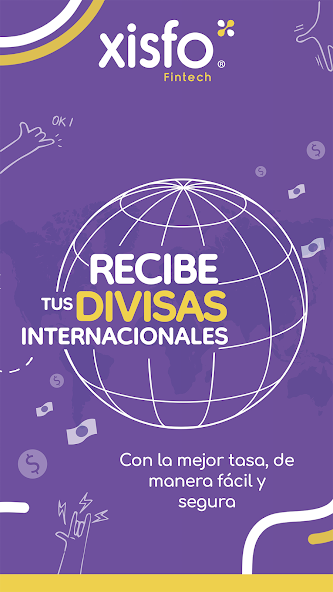 xisfo®
Fintech
OK!
RECIBE
TUS DIVISAS
INTERNACIONALES
Con la mejor tasa, de
manera fácil y
segura